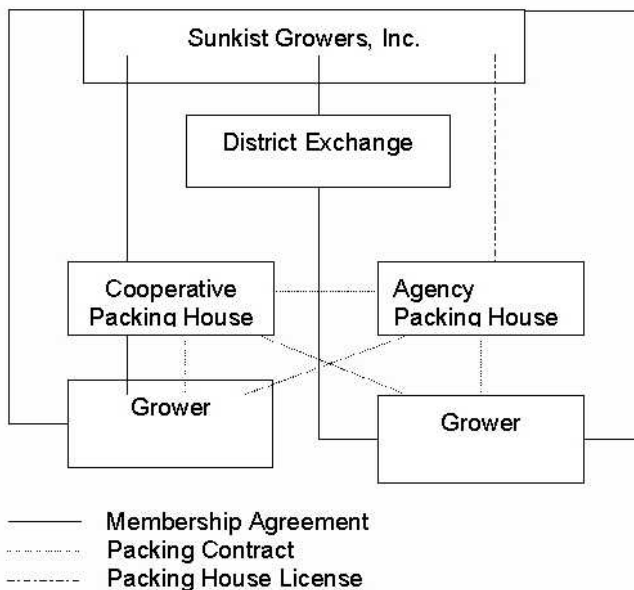 Sunkist Growers, Inc.
District Exchange
Cooperative
Packing House
Agency
Packing House
Grower
Grower
Membership Agreement
Packing Contract
Packing House License